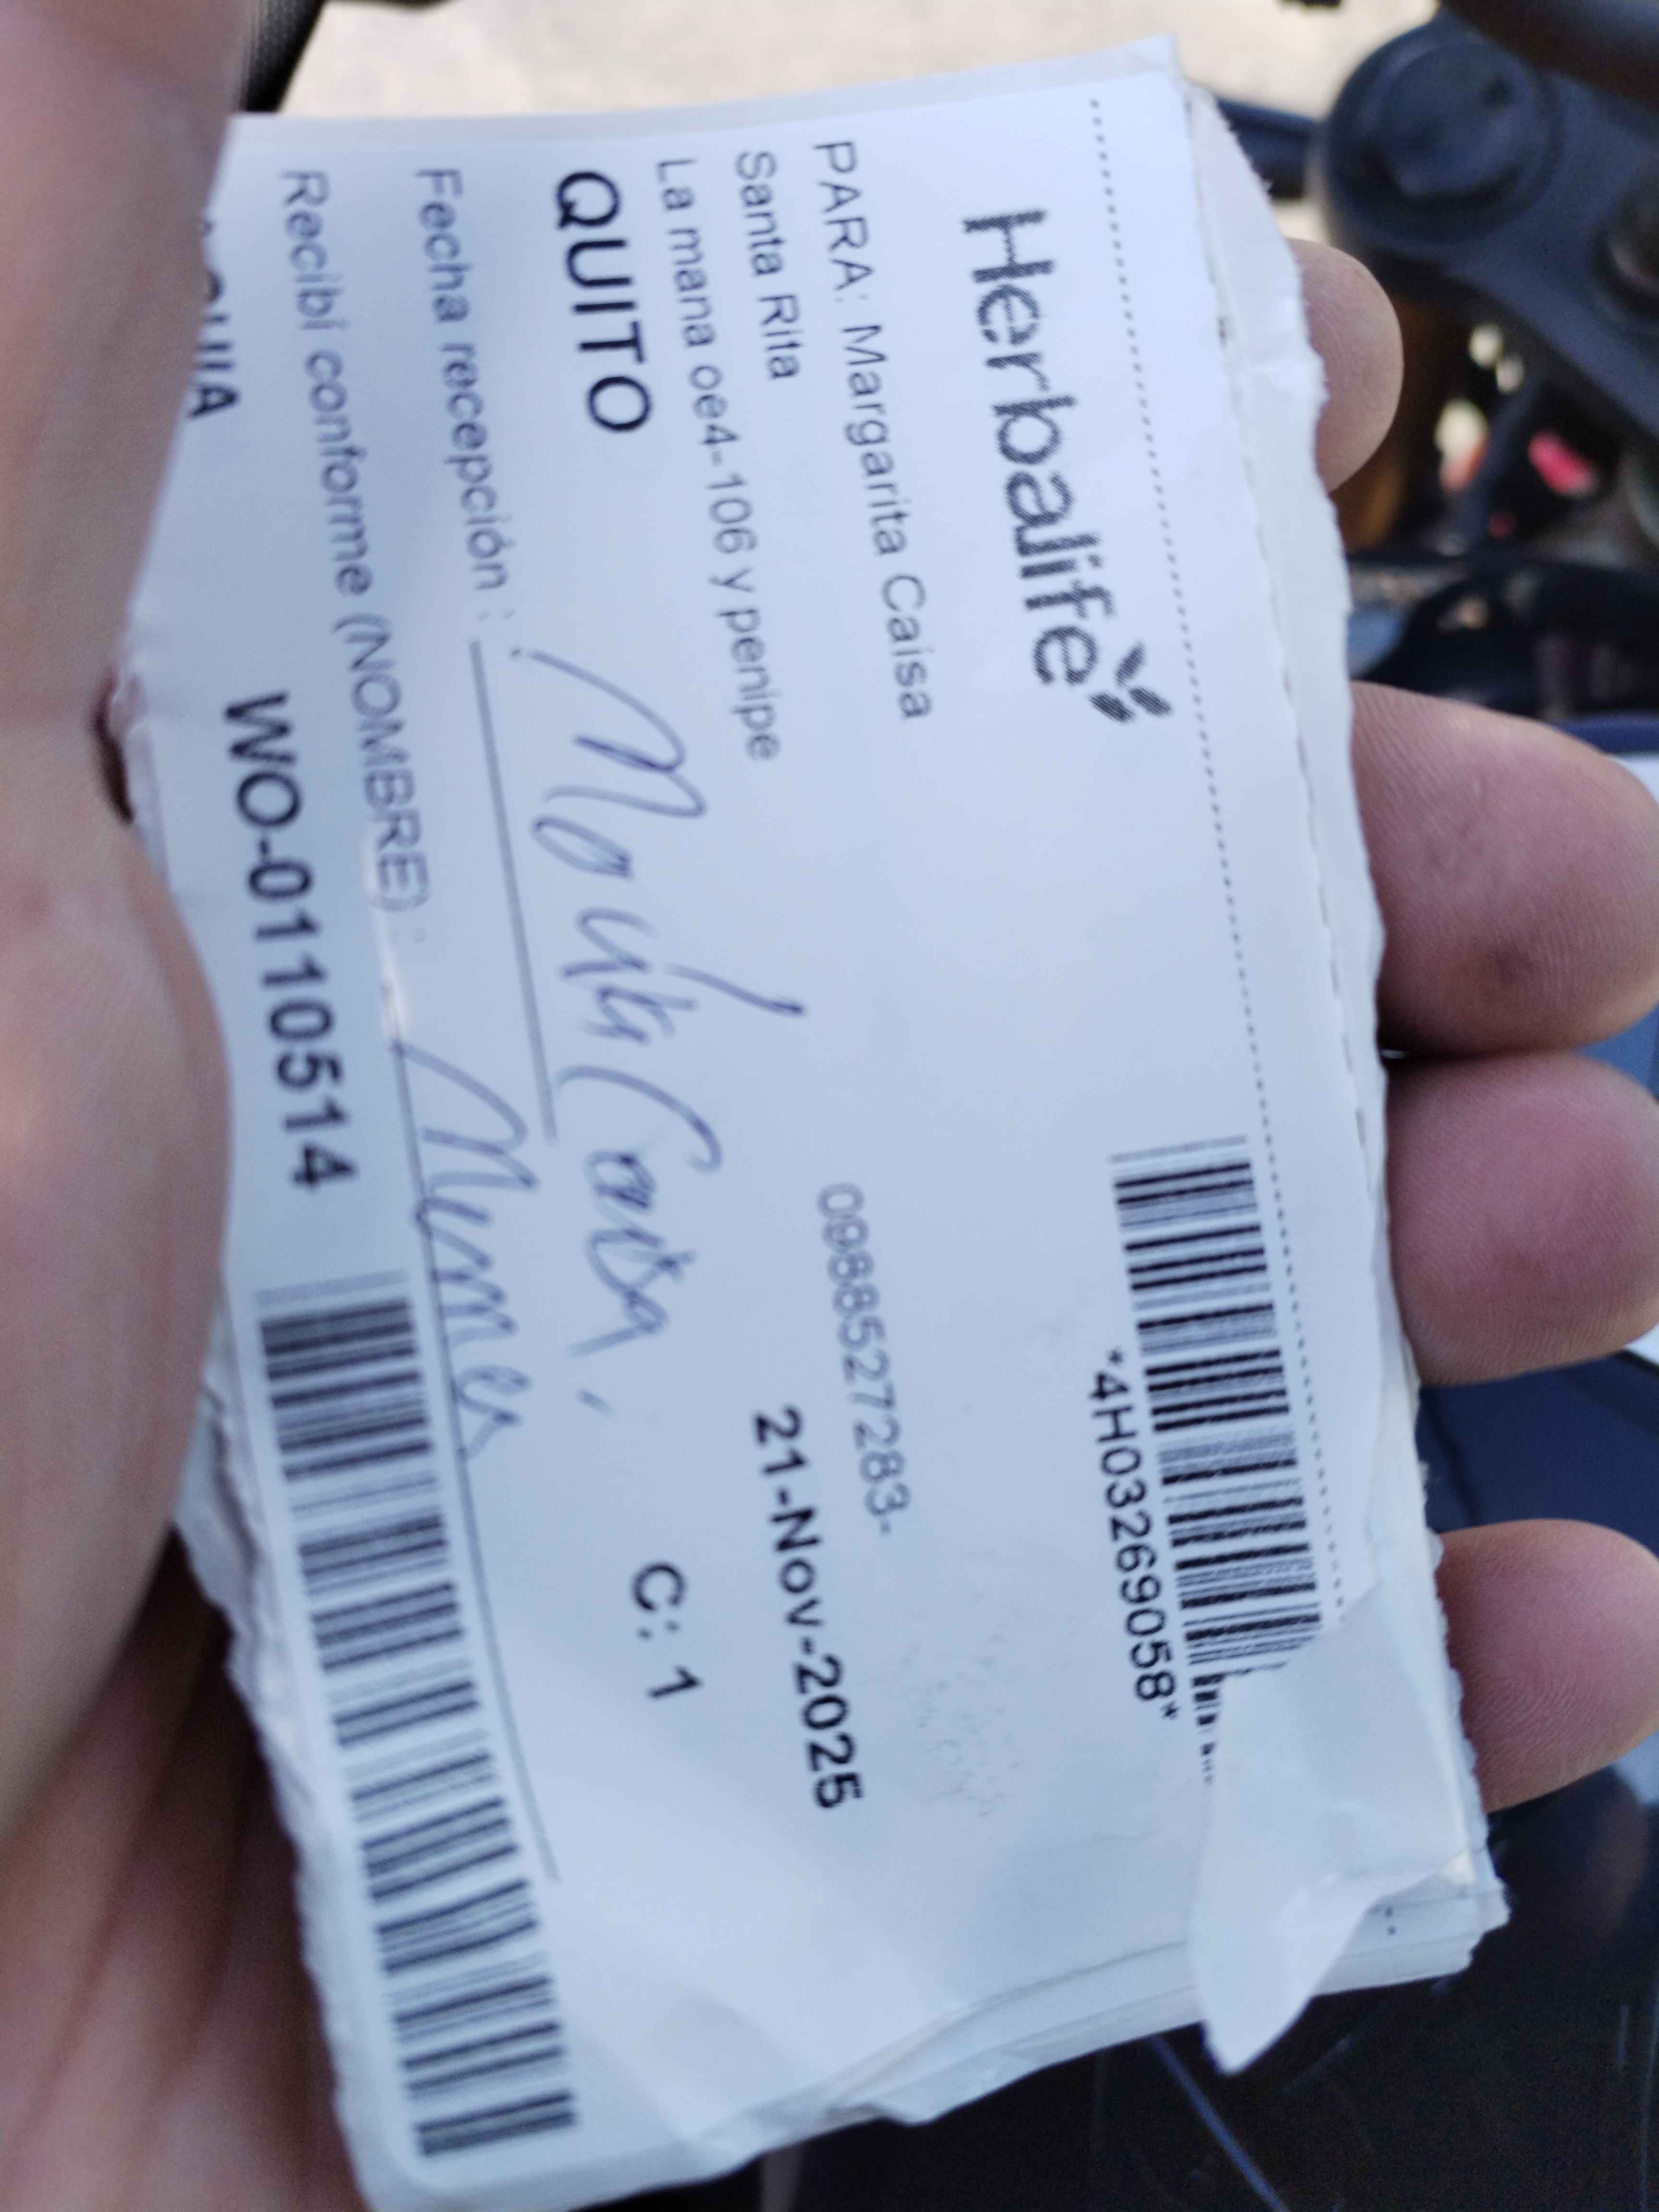 Herbalife
*4H03269058*
PARA: Margarita Caisa
0988527283-
Santa Rita
La mana oe4-106 y penipe
21-Nov-2025
QUITO
C: 1
Fecha recepción :
Recibí conforme (NOMBRE) :
WO-0110514